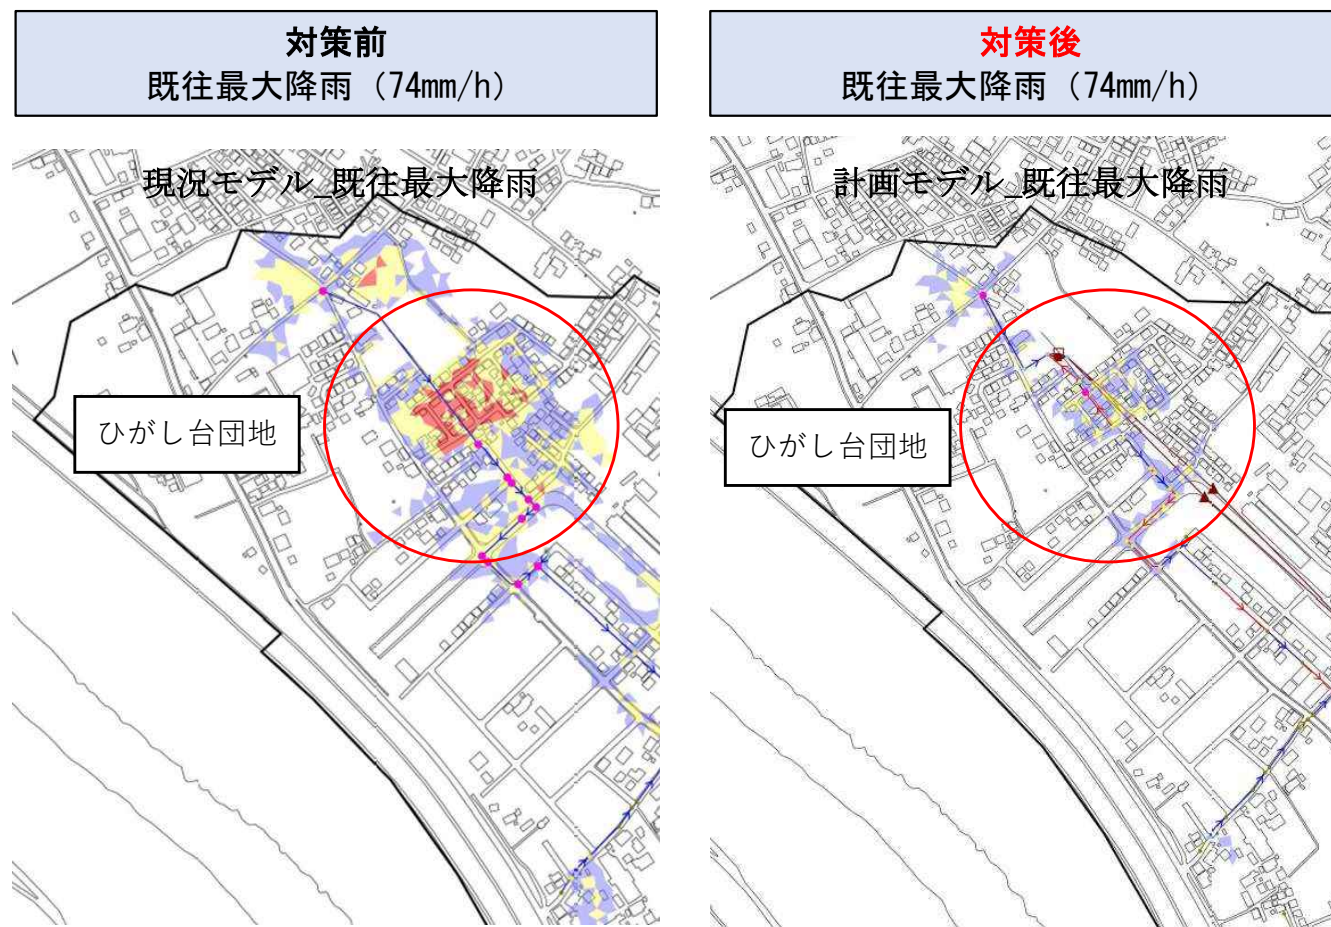 対策前
既往最大降雨（74mm/h）
現況モデル_既往最大降雨
ひがし台団地
対策後
既往最大降雨（74mm/h）
計画モデル_既往最大降雨
ひがし台団地